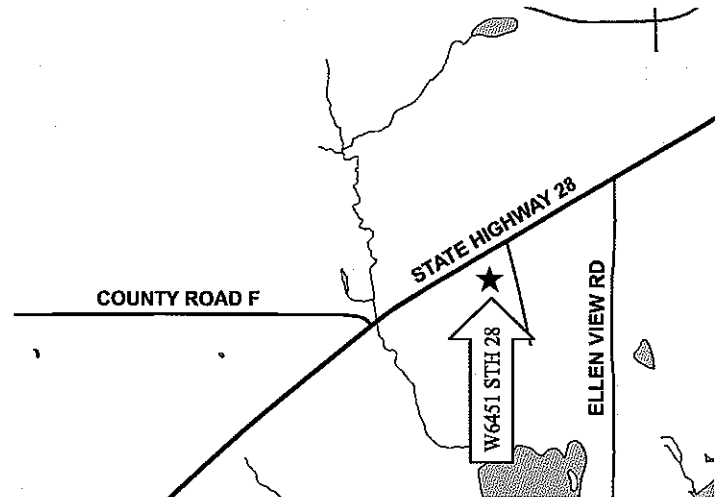 STATE HIGHWAY 28
COUNTY ROAD F
W6451 STH 28
ELLEN VIEW RD